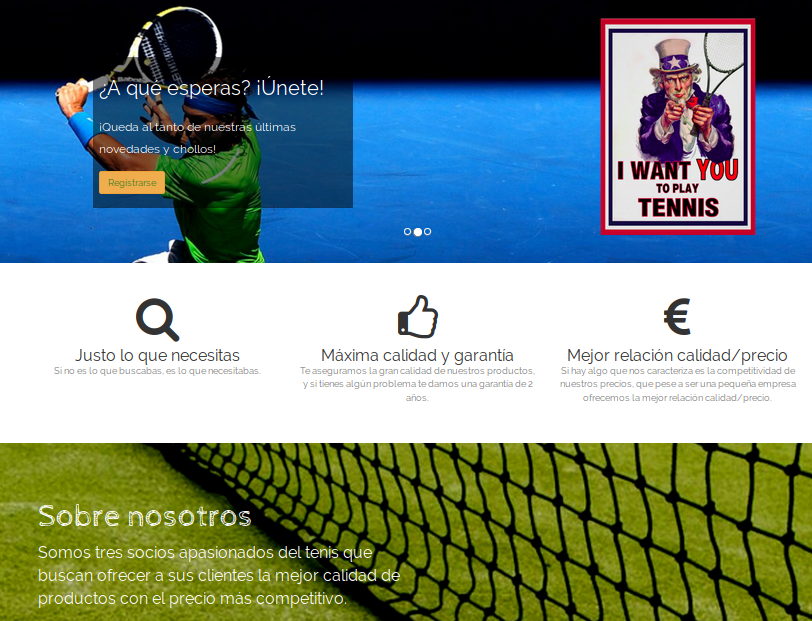 ¿A qué esperas? ¡Únete!
¡Queda al tanto de nuestras últimas
novedades y chollos!
Registrarse
I WANT YOU
TO PLAY
TENNIS
Justo lo que necesitas
Si no es lo que buscabas, es lo que necesitabas.
Máxima calidad y garantía
Te aseguramos la gran calidad de nuestros productos,
y si tienes algún problema te damos una garantía de 2
años.
Mejor relación calidad/precio
Si hay algo que nos caracteriza es la competitividad de
nuestros precios, que pese a ser una pequeña empresa
ofrecemos la mejor relación calidad/precio.
Sobre nosotros
Somos tres socios apasionados del tenis que
buscan ofrecer a sus clientes la mejor calidad de
productos con el precio más competitivo.